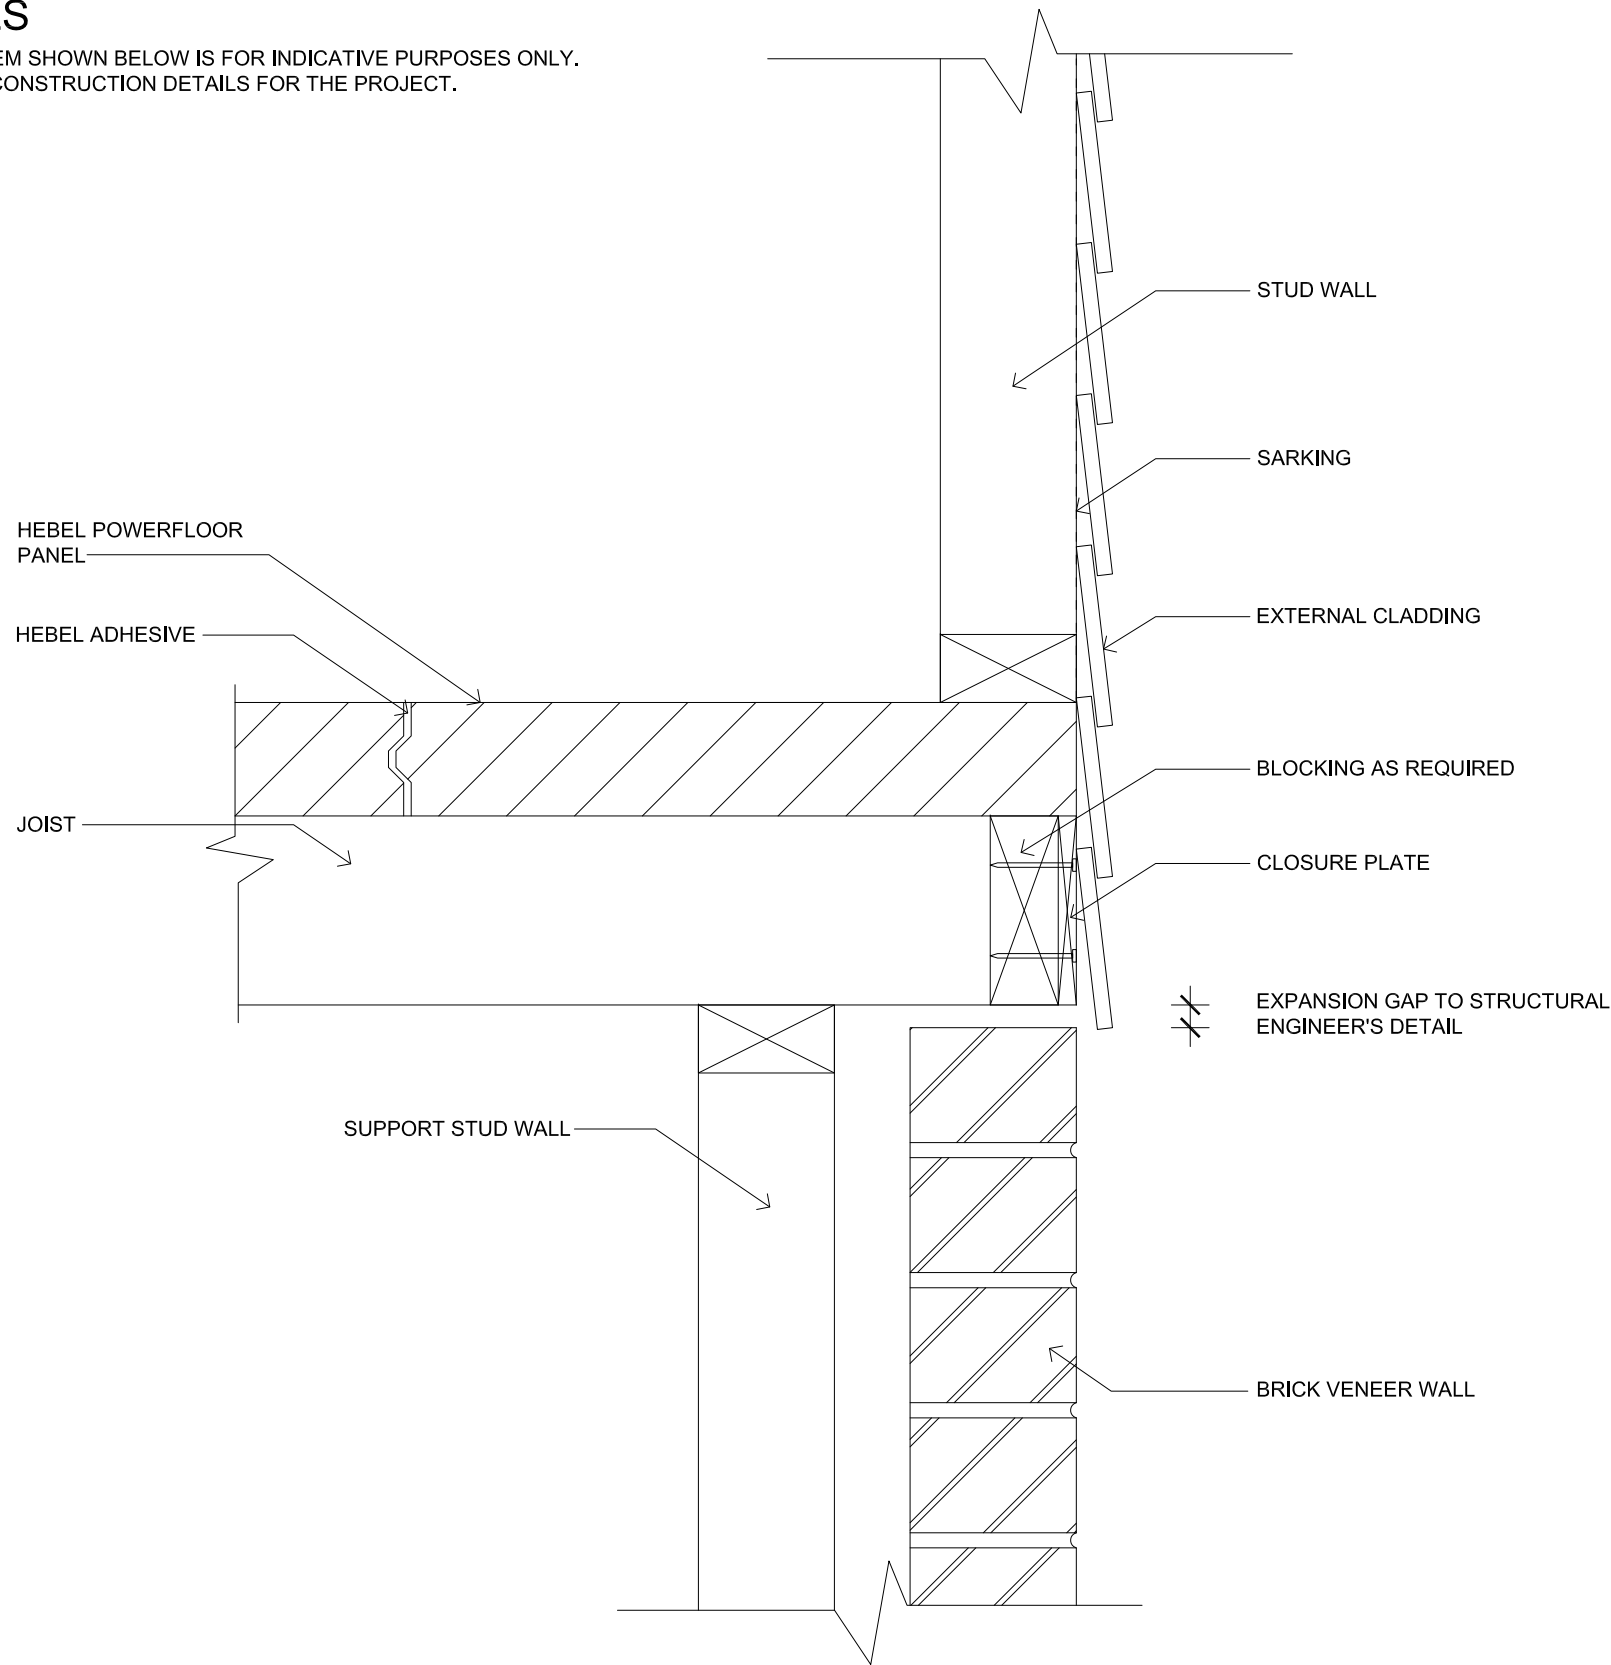 SHOWN BELOW IS FOR INDICATIVE PURPOSES ONLY.
CONSTRUCTION DETAILS FOR THE PROJECT.
STUD WALL
SARKING
HEBEL POWERFLOOR
PANEL
EXTERNAL CLADDING
HEBEL ADHESIVE
BLOCKING AS REQUIRED
JOIST
CLOSURE PLATE
EXPANSION GAP TO STRUCTURAL
ENGINEER'S DETAIL
SUPPORT STUD WALL
BRICK VENEER WALL